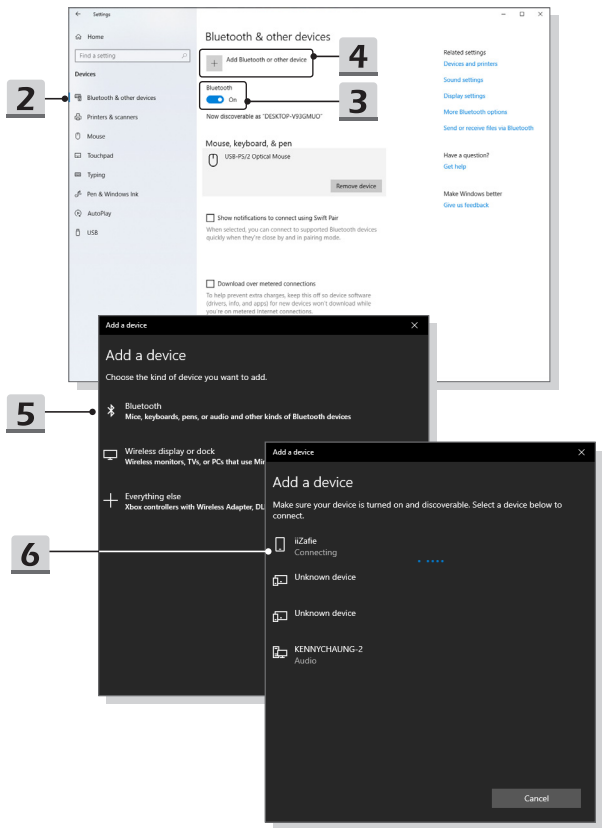 Settings
Home
Find a setting
Devices
Bluetooth & other devices
Printers & scanners
Mouse
Touchpad
Typing
Pen & Windows Ink
AutoPlay
USB
Bluetooth & other devices
Add Bluetooth or other device
Bluetooth
On
Now discoverable as "DESKTOP-V93GMUO"
Mouse, keyboard, & pen
USB-PS/2 Optical Mouse
Remove device
Show notifications to connect using Swift Pair
When selected, you can connect to supported Bluetooth devices
quickly when they're close by and in pairing mode.
Download over metered connections
To help prevent extra charges, keep this off so device software
(drivers, info, and apps) for new devices won't download while
you're on metered Internet connections.
Related settings
Devices and printers
Sound settings
Display settings
More Bluetooth options
Send or receive files via Bluetooth
Have a question?
Get help
Make Windows better
Give us feedback
2
3
4
Add a device
Add a device
Choose the kind of device you want to add.
Bluetooth
Mice, keyboards, pens, or audio and other kinds of Bluetooth devices
Wireless display or dock
Wireless monitors, TVs, or PCs that use Mir
Everything else
Xbox controllers with Wireless Adapter, DL
5
6
Add a device
Add a device
Make sure your device is turned on and discoverable. Select a device below to
connect.
iiZafie
Connecting
Unknown device
Unknown device
KENNYCHAUNG-2
Audio
Cancel